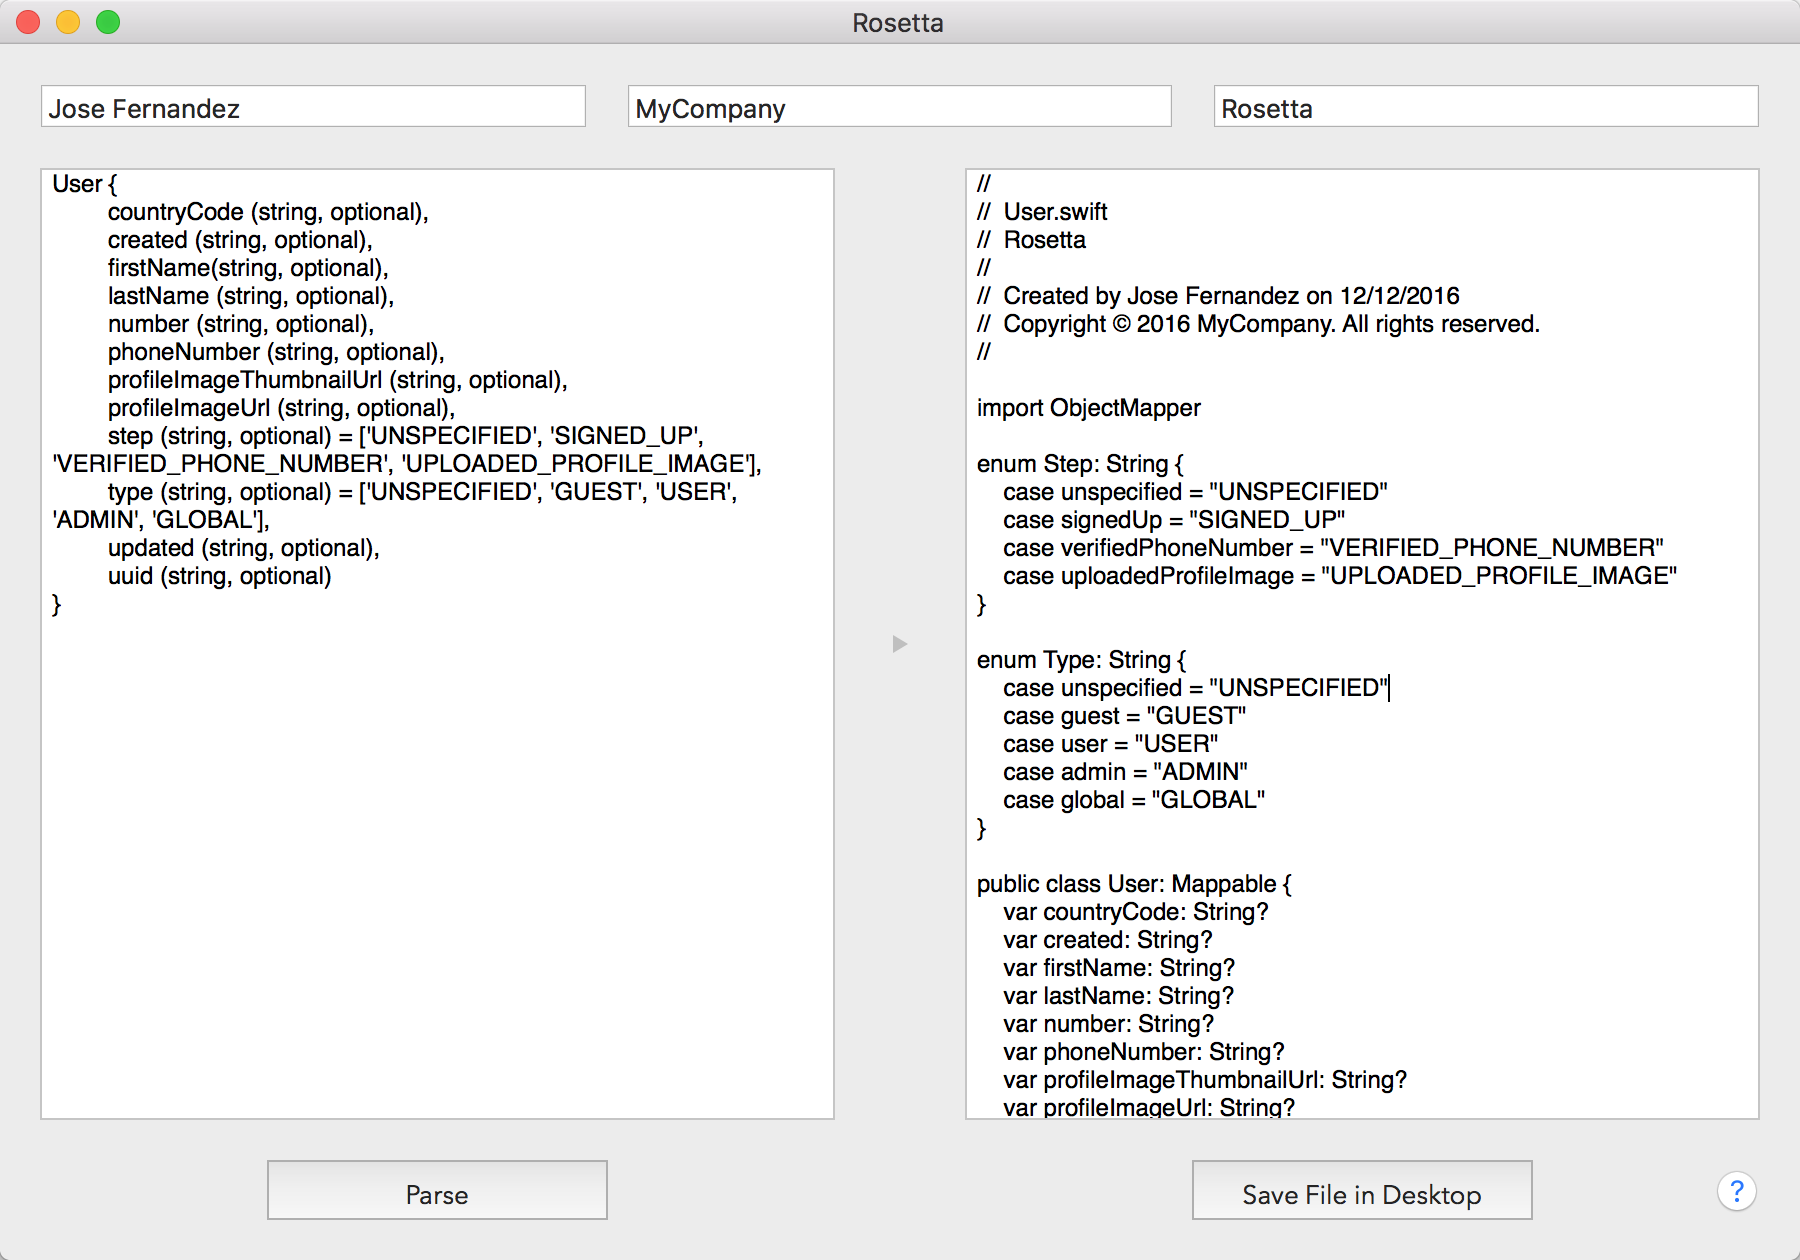 Rosetta
Jose Fernandez
MyCompany
Rosetta
User {
countryCode (string, optional),
created (string, optional),
firstName(string, optional),
lastName (string, optional),
number (string, optional),
phoneNumber (string, optional),
profileImageThumbnailUrl (string, optional),
profileImageUrl (string, optional),
step (string, optional) = ['UNSPECIFIED', 'SIGNED_UP',
'VERIFIED_PHONE_NUMBER', 'UPLOADED_PROFILE_IMAGE'],
type (string, optional) = ['UNSPECIFIED', 'GUEST', 'USER',
'ADMIN', 'GLOBAL'],
updated (string, optional),
uuid (string, optional)
}
//
//  User.swift
//  Rosetta
//
//  Created by Jose Fernandez on 12/12/2016
//  Copyright © 2016 MyCompany. All rights reserved.
//
import ObjectMapper
enum Step: String {
case unspecified = "UNSPECIFIED"
case signedUp = "SIGNED_UP"
case verifiedPhoneNumber = "VERIFIED_PHONE_NUMBER"
case uploadedProfileImage = "UPLOADED_PROFILE_IMAGE"
}
enum Type: String {
case unspecified = "UNSPECIFIED"
case guest = "GUEST"
case user = "USER"
case admin = "ADMIN"
case global = "GLOBAL"
}
public class User: Mappable {
var countryCode: String?
var created: String?
var firstName: String?
var lastName: String?
var number: String?
var phoneNumber: String?
var profileImageThumbnailUrl: String?
var profileImageUrl: String?
Parse
Save File in Desktop
?